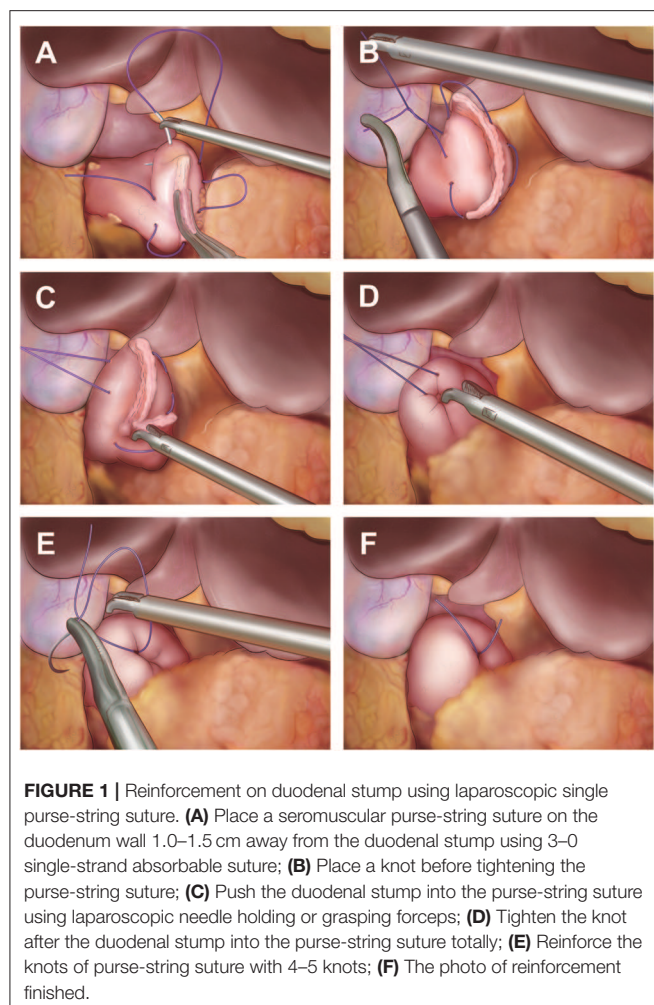 A
B
C
D
E
F
FIGURE 1 | Reinforcement on duodenal stump using laparoscopic single
purse-string suture. (A) Place a seromuscular purse-string suture on the
duodenum wall 1.0–1.5 cm away from the duodenal stump using 3–0
single-strand absorbable suture; (B) Place a knot before tightening the
purse-string suture; (C) Push the duodenal stump into the purse-string suture
using laparoscopic needle holding or grasping forceps; (D) Tighten the knot
after the duodenal stump into the purse-string suture totally; (E) Reinforce the
knots of purse-string suture with 4–5 knots; (F) The photo of reinforcement
finished.